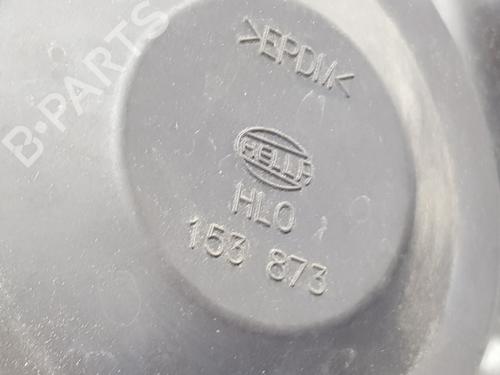 >EPDM<
HELLA
HLO
153 873
B-PARTS